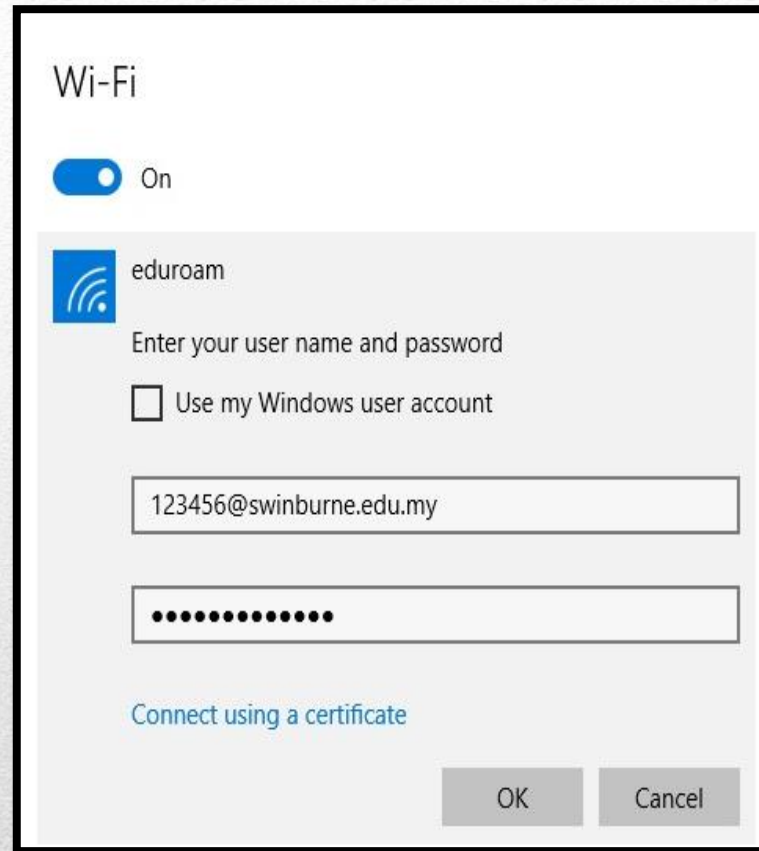 Wi-Fi
On
eduroam
Enter your user name and password
Use my Windows user account
123456@swinburne.edu.my
•••••••••••••
Connect using a certificate
OK
Cancel